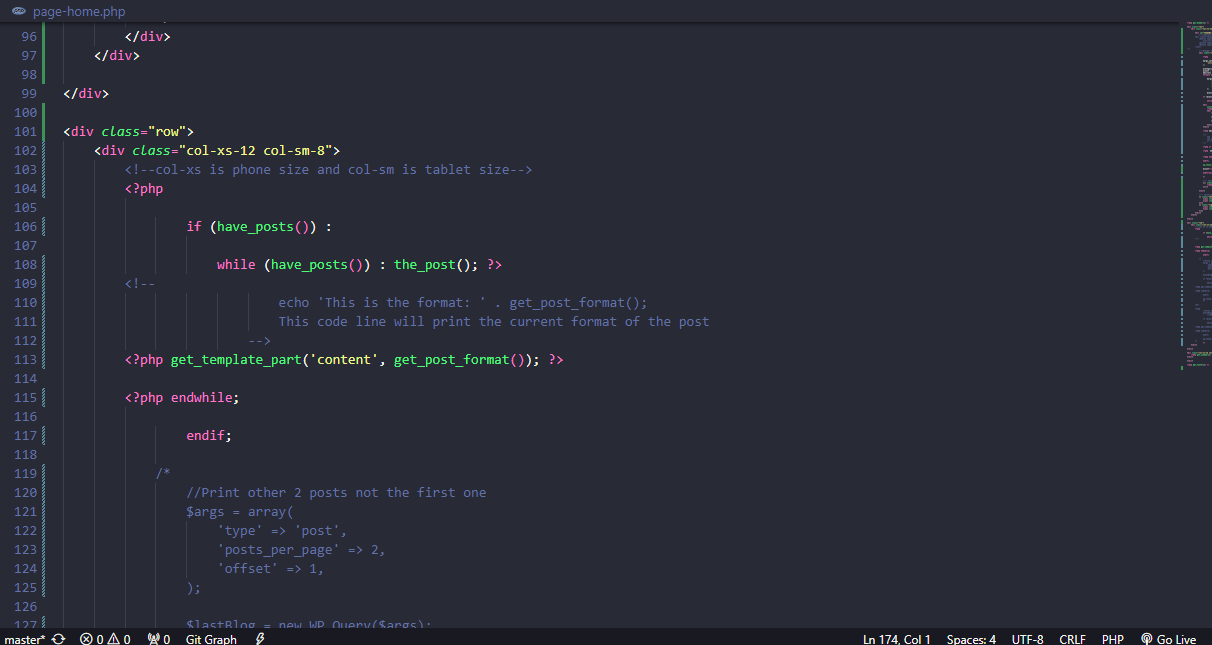 page-home.php
96 </div>
97 </div>
98
99 </div>
100
101 <div class="row">
102 <div class="col-xs-12 col-sm-8">
103 <!--col-xs is phone size and col-sm is tablet size-->
104 <?php
105
106 if (have_posts()) :
107
108 while (have_posts()) : the_post(); ?>
109 <!--
110 echo 'This is the format: ' . get_post_format();
111 This code line will print the current format of the post
112 -->
113 <?php get_template_part('content', get_post_format()); ?>
114
115 <?php endwhile;
116
117 endif;
118
119 /*
120 //Print other 2 posts not the first one
121 $args = array(
122 'type' => 'post',
123 'posts_per_page' => 2,
124 'offset' => 1,
125 );
126
127 $lastBlog = new WP_Query($args);
master* 0 0 0 Git Graph Ln 174, Col 1 Spaces: 4 UTF-8 CRLF PHP Go Live